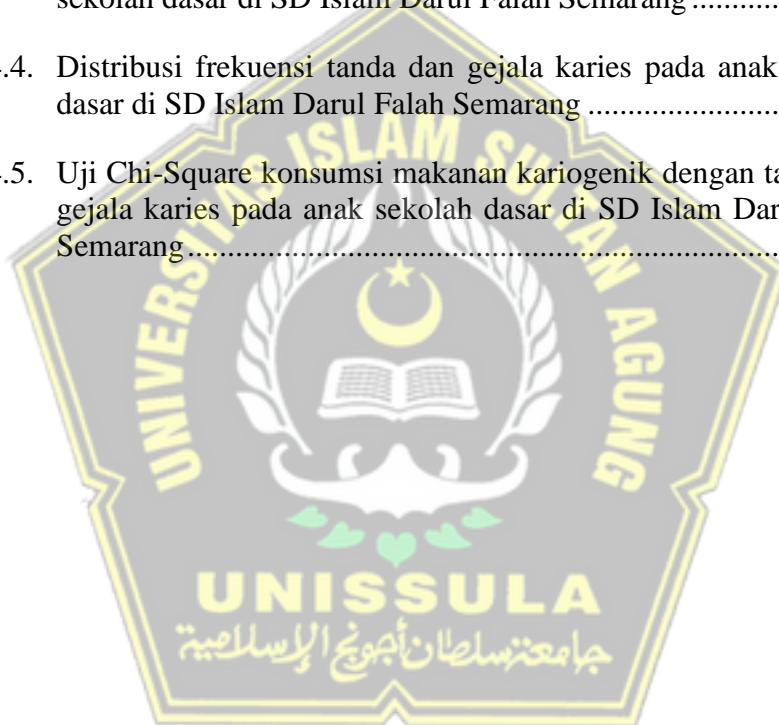 sekolah dasar di SD Islam Darul Falah Semarang ............
.4. Distribusi frekuensi tanda dan gejala karies pada anak
dasar di SD Islam Darul Falah Semarang ........................
.5. Uji Chi-Square konsumsi makanan kariogenik dengan
gejala karies pada anak sekolah dasar di SD Islam
Semarang...........................................................................
UNIVERSITAS ISLAM SULTAN AGUNG
UNISSULA
جامعة سلطان أجونج الإسلامية